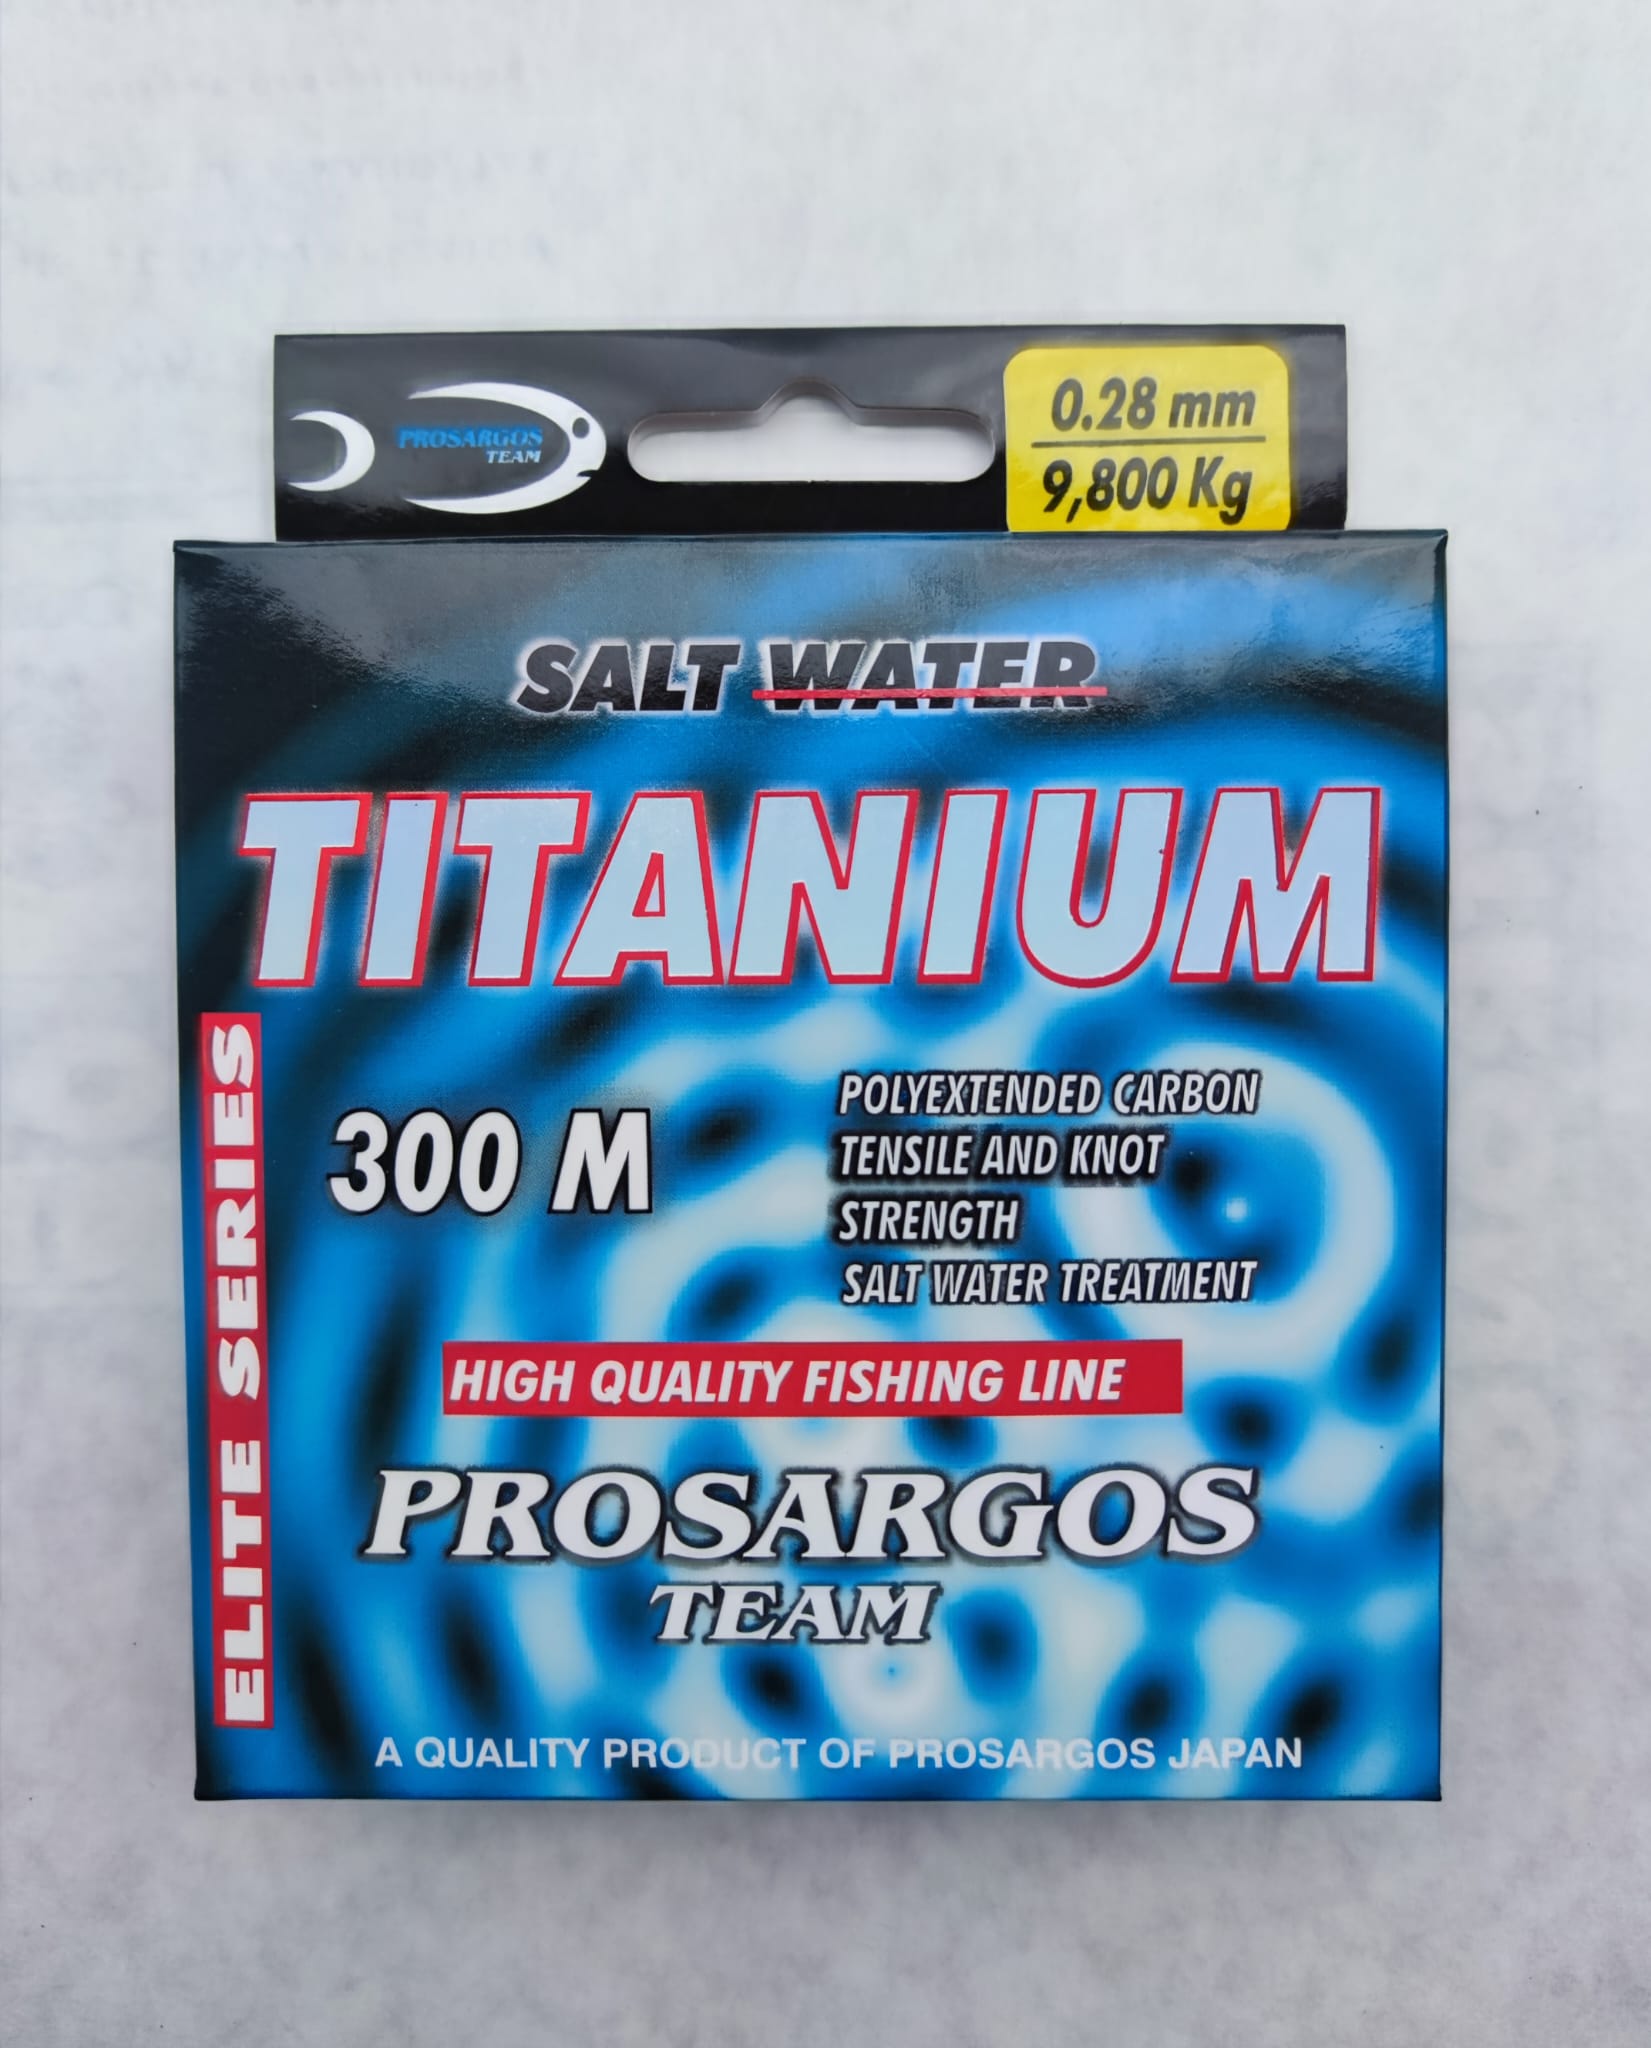 PROSARGOS
TEAM
0.28 mm
9,800 Kg
SALT WATER
TITANIUM
ELITE SERIES
300 M
POLYEXTENDED CARBON
TENSILE AND KNOT
STRENGTH
SALT WATER TREATMENT
HIGH QUALITY FISHING LINE
PROSARGOS
TEAM
A QUALITY PRODUCT OF PROSARGOS JAPAN